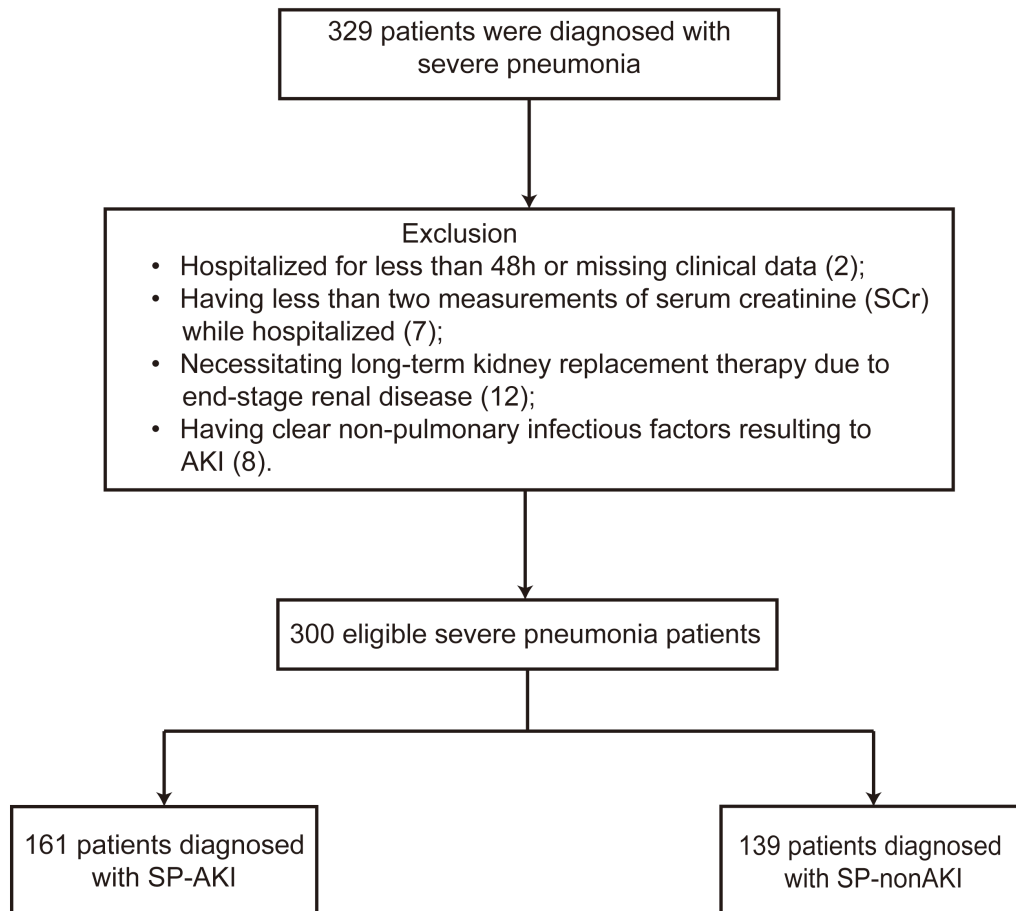 329 patients were diagnosed with
severe pneumonia
Exclusion
• Hospitalized for less than 48h or missing clinical data (2);
• Having less than two measurements of serum creatinine (SCr)
while hospitalized (7);
• Necessitating long-term kidney replacement therapy due to
end-stage renal disease (12);
• Having clear non-pulmonary infectious factors resulting to
AKI (8).
300 eligible severe pneumonia patients
161 patients diagnosed
with SP-AKI
139 patients diagnosed
with SP-nonAKI